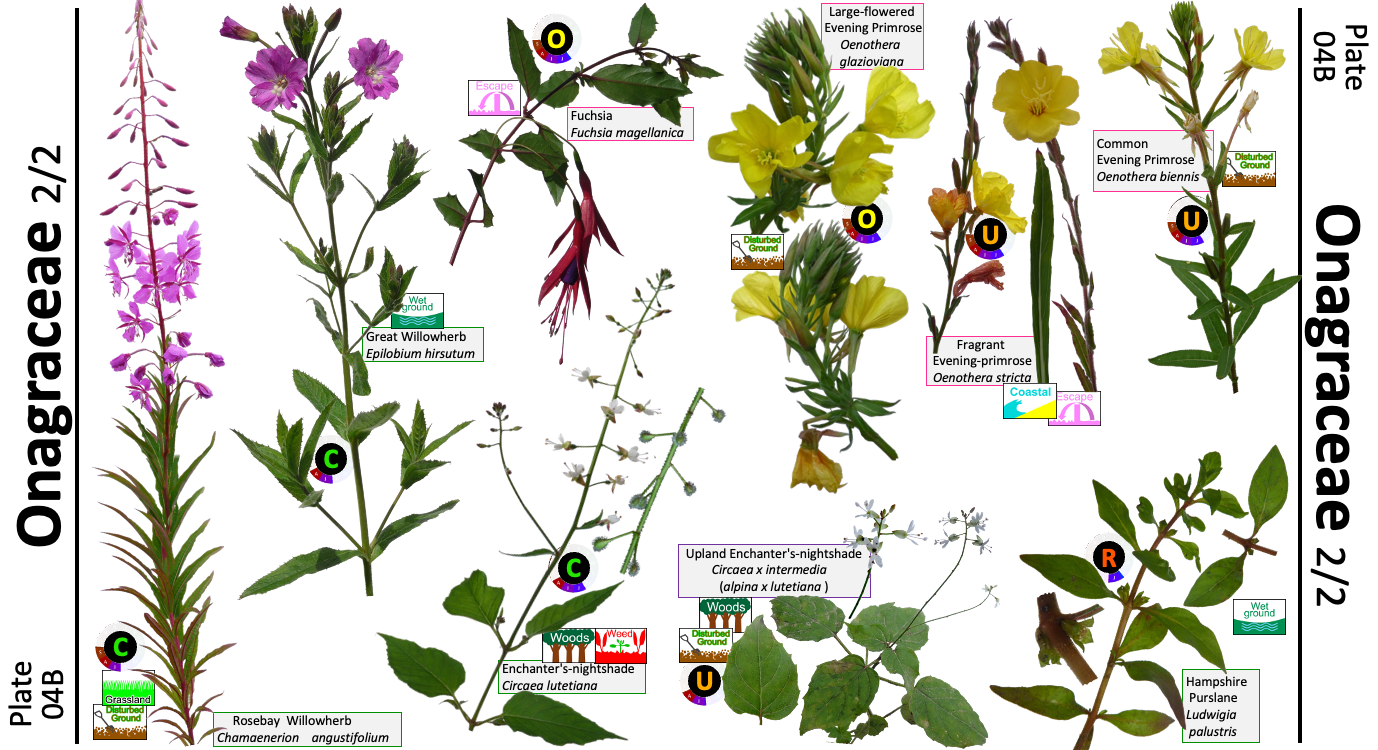 Onagraceae 2/2
Plate
04B
C
Grassland
Disturbed
Ground
Rosebay Willowherb
Chamaenerion angustifolium
Wet
ground
Great Willowherb
Epilobium hirsutum
C
O
Escape
Fuchsia
Fuchsia magellanica
C
Woods
Weed
Enchanter's-nightshade
Circaea lutetiana
Large-flowered
Evening Primrose
Oenothera
glazioviana
O
Disturbed
Ground
U
Fragrant
Evening-primrose
Oenothera stricta
Coastal
Escape
Common
Evening Primrose
Oenothera biennis
Disturbed
Ground
U
Upland Enchanter's-nightshade
Circaea x intermedia
(alpina x lutetiana )
Woods
Disturbed
Ground
U
R
Wet
ground
Hampshire
Purslane
Ludwigia
palustris
Plate
04B
Onagraceae 2/2